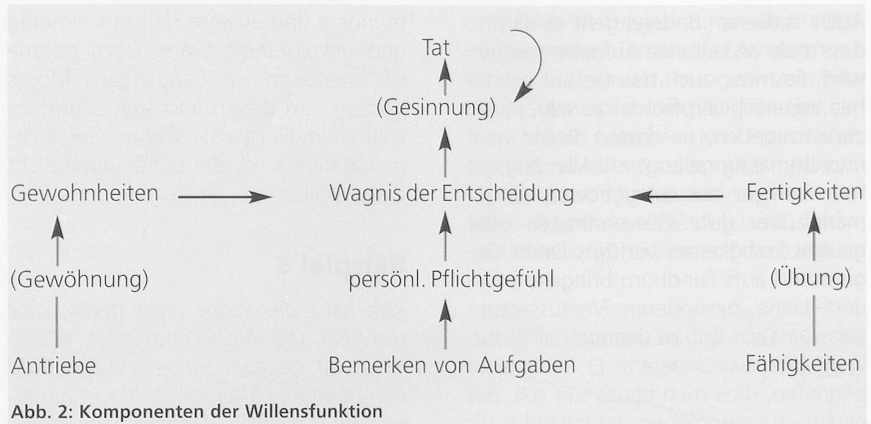 Tat
(Gesinnung)
Gewohnheiten Wagnis der Entscheidung Fertigkeiten
(Gewöhnung) persönl. Pflichtgefühl (Übung)
Antriebe Bemerken von Aufgaben Fähigkeiten
Abb. 2: Komponenten der Willensfunktion